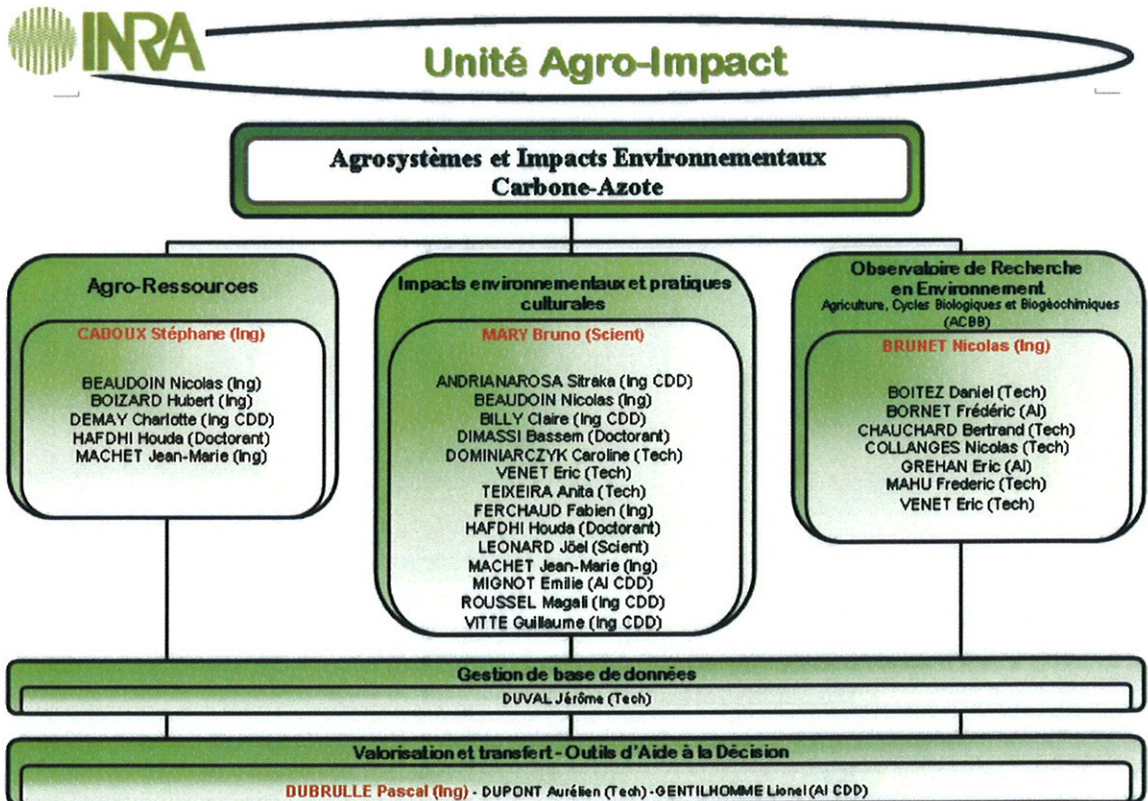 INRA
Unité Agro-Impact
Agrosystèmes et Impacts Environnementaux
Carbone-Azote
Agro-Ressources
CADOUX Stéphane (Ing)
BEAUDOIN Nicolas (Ing)
BOIZARD Hubert (Ing)
DEMAY Charlotte (Ing CDD)
HAFDHI Houda (Doctorant)
MACHET Jean-Marie (Ing)
Impacts environnementaux et pratiques
culturales
MARY Bruno (Scient)
ANDRIANAROSA Sitraka (Ing CDD)
BEAUDOIN Nicolas (Ing)
BILLY Claire (Ing CDD)
DIMASSI Bassem (Doctorant)
DOMINIARCZYK Caroline (Tech)
VENET Eric (Tech)
TEIXEIRA Anita (Tech)
FERCHAUD Fabien (Ing)
HAFDHI Houda (Doctorant)
LEONARD Jöel (Scient)
MACHET Jean-Marie (Ing)
MIGNOT Emilie (AI CDD)
ROUSSEL Magali (Ing CDD)
VITTE Guillaume (Ing CDD)
Observatoire de Recherche
en Environnement
Agriculture, Cycles Biologiques et Biogéochimiques
(ACBB)
BRUNET Nicolas (Ing)
BOITEZ Daniel (Tech)
BORNET Frédéric (AI)
CHAUCHARD Bertrand (Tech)
COLLANGES Nicolas (Tech)
GREHAN Eric (AI)
MAHU Frederic (Tech)
VENET Eric (Tech)
Gestion de base de données
DUVAL Jérôme (Tech)
Valorisation et transfert - Outils d'Aide à la Décision
DUBRULLE Pascal (Ing) - DUPONT Aurélien (Tech) - GENTILHOMME Lionel (AI CDD)